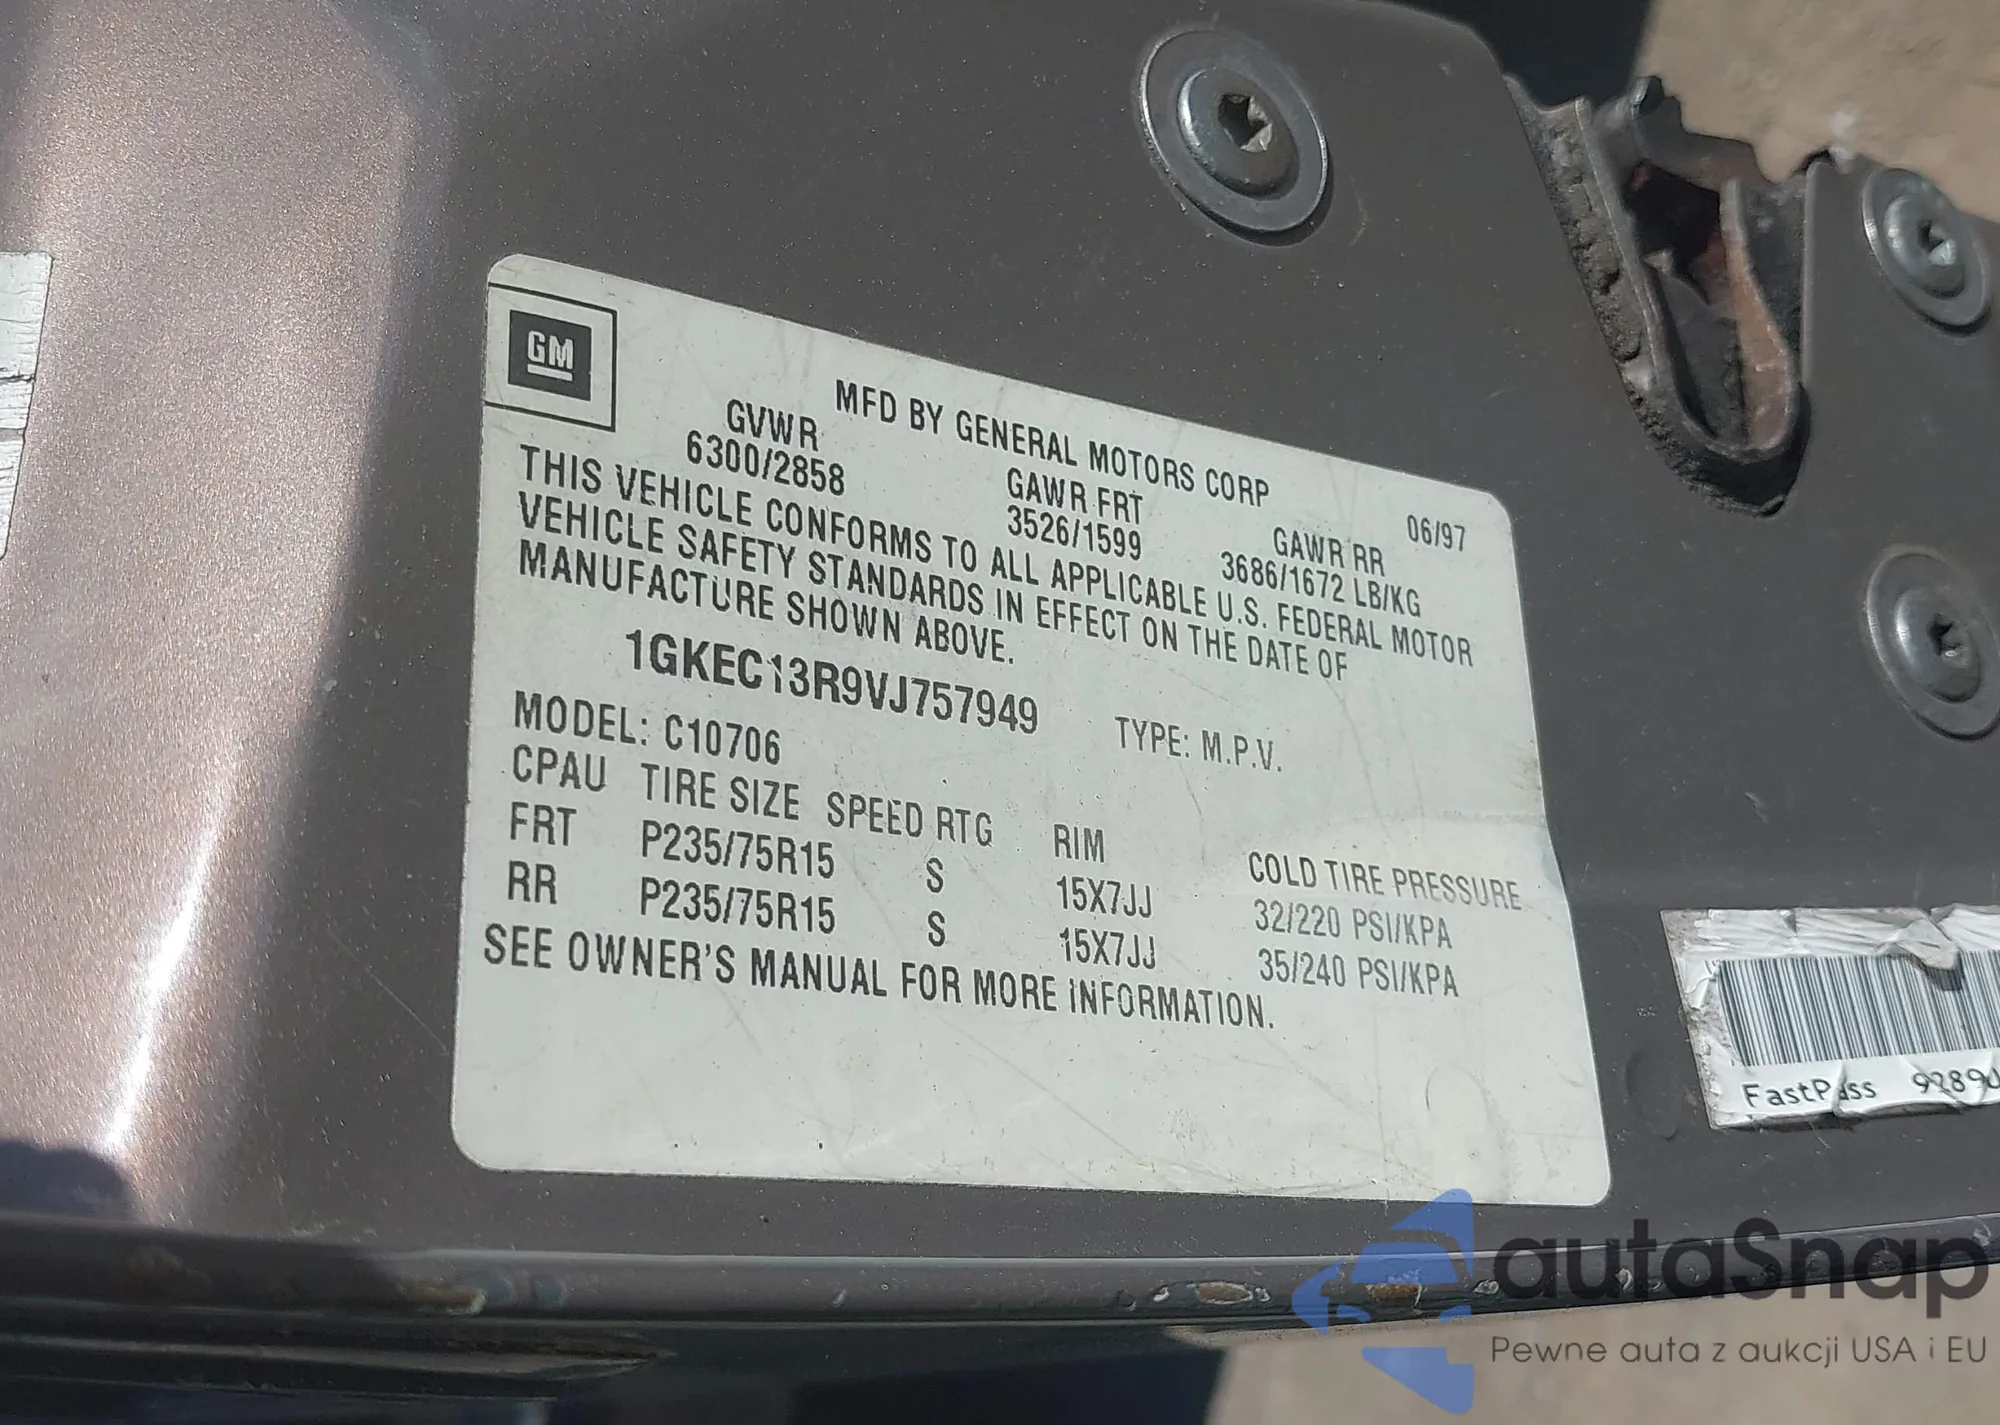 GM
MFD BY GENERAL MOTORS CORP 06/97
GVWR GAWR FRT GAWR RR
6300/2858 3526/1599 3686/1672 LB/KG
THIS VEHICLE CONFORMS TO ALL APPLICABLE U.S. FEDERAL MOTOR
VEHICLE SAFETY STANDARDS IN EFFECT ON THE DATE OF
MANUFACTURE SHOWN ABOVE.
1GKEC13R9VJ757949 TYPE: M.P.V.
MODEL: C10706
CPAU TIRE SIZE SPEED RTG RIM COLD TIRE PRESSURE
FRT P235/75R15 S 15X7JJ 32/220 PSI/KPA
RR P235/75R15 S 15X7JJ 35/240 PSI/KPA
SEE OWNER'S MANUAL FOR MORE INFORMATION.
FastPass
autaSnap
Pewne auta z aukcji USA i EU